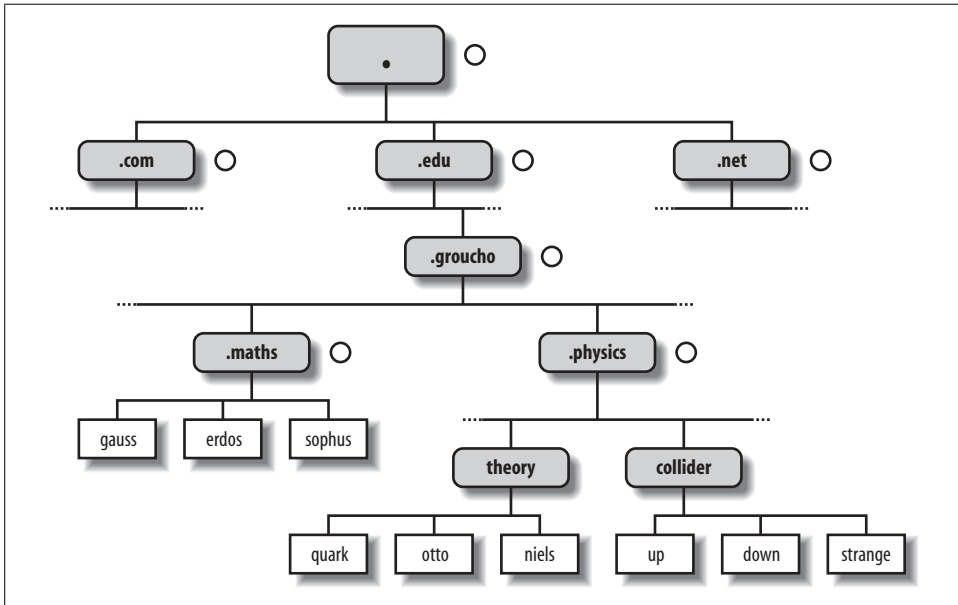 .
.com .edu .net
.groucho
.maths .physics
gauss erdos sophus
theory collider
quark otto niels up down strange